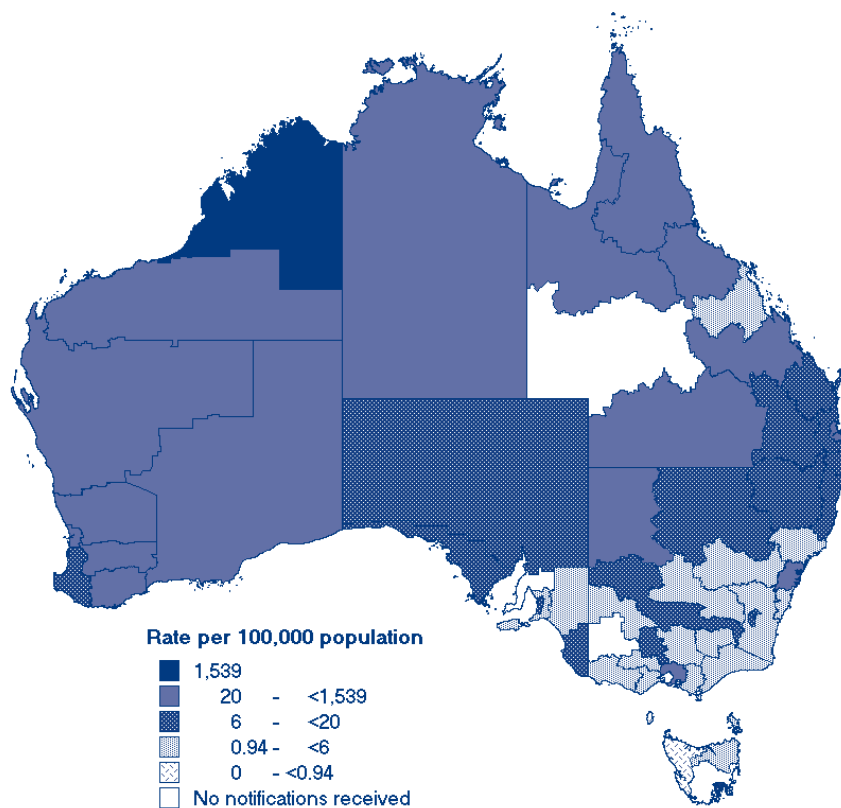 Rate per 100,000 population
1,539
20 - <1,539
6 - <20
0.94 - <6
0 - <0.94
No notifications received